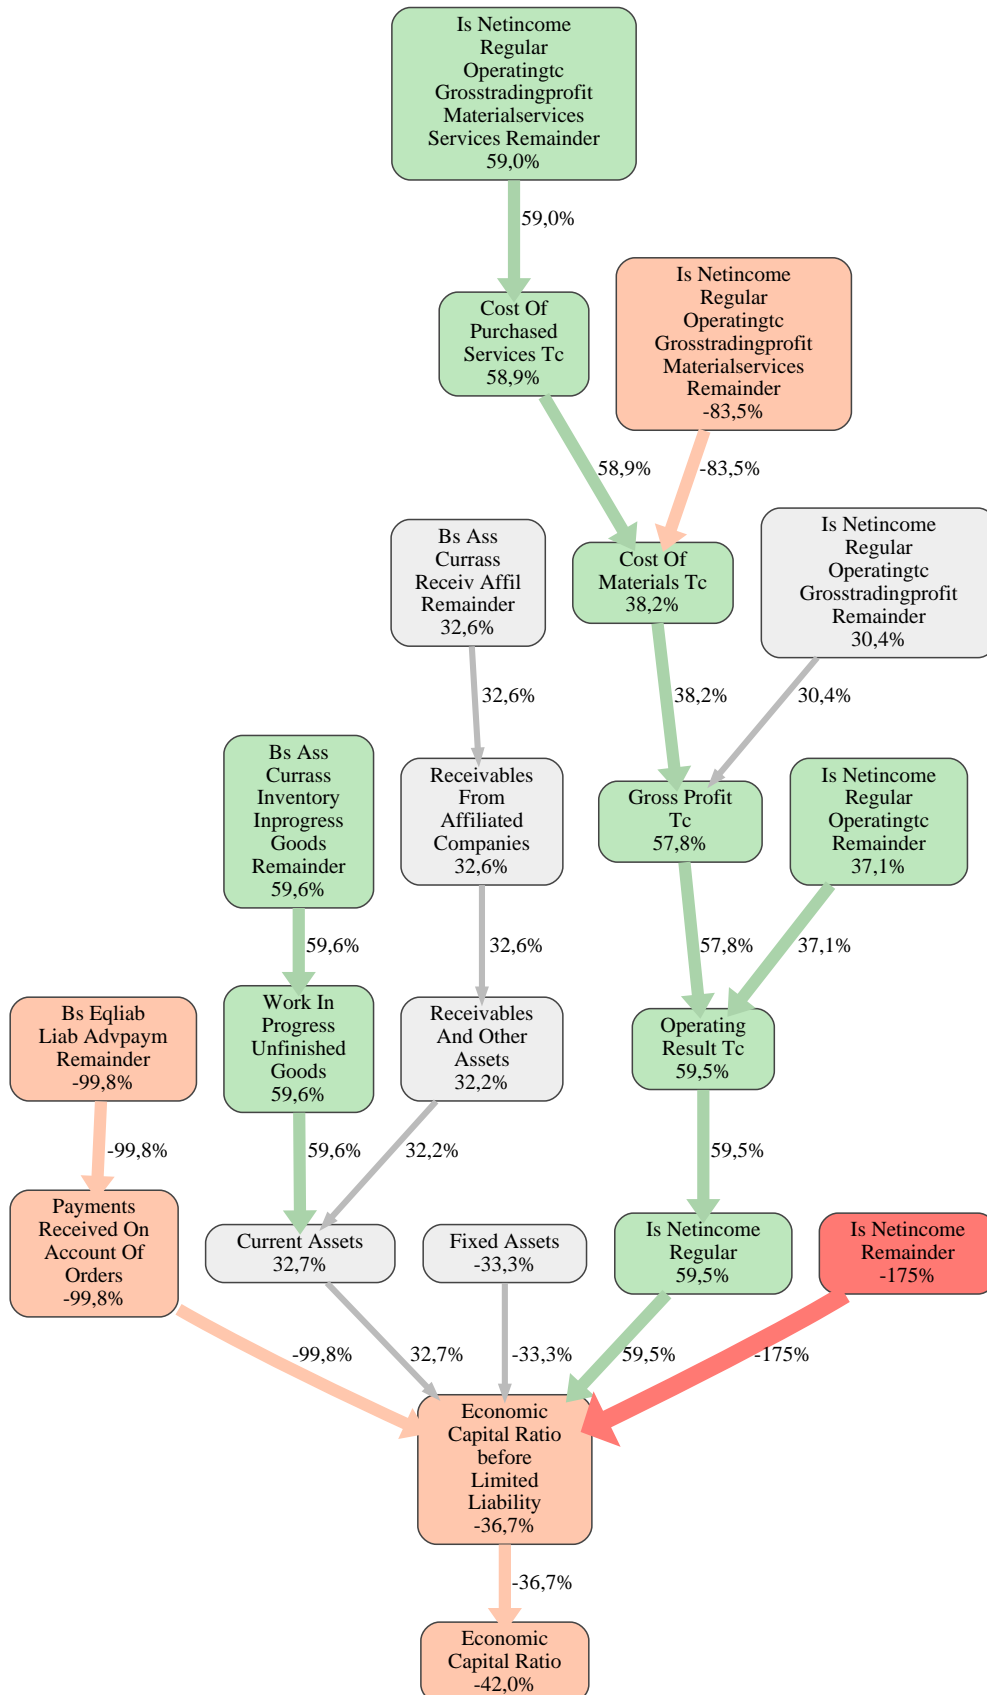 Is Netincome
Regular
Operatingtc
Grosstradingprofit
Materialservices
Services Remainder
59,0%
59,0%
Cost Of
Purchased
Services Tc
58,9%
Is Netincome
Regular
Operatingtc
Grosstradingprofit
Materialservices
Remainder
-83,5%
58,9%
-83,5%
Bs Ass
Currass
Receiv Affil
Remainder
32,6%
Cost Of
Materials Tc
38,2%
Is Netincome
Regular
Operatingtc
Grosstradingprofit
Remainder
30,4%
32,6%
38,2%
30,4%
Bs Ass
Currass
Inventory
Inprogress
Goods
Remainder
59,6%
Receivables
From
Affiliated
Companies
32,6%
Gross Profit
Tc
57,8%
Is Netincome
Regular
Operatingtc
Remainder
37,1%
59,6%
32,6%
57,8%
37,1%
Bs Eqliab
Liab Advpaym
Remainder
-99,8%
Work In
Progress
Unfinished
Goods
59,6%
Receivables
And Other
Assets
32,2%
Operating
Result Tc
59,5%
-99,8%
59,6%
32,2%
59,5%
Payments
Received On
Account Of
Orders
-99,8%
Current Assets
32,7%
Fixed Assets
-33,3%
Is Netincome
Regular
59,5%
Is Netincome
Remainder
-175%
-99,8%
32,7%
-33,3%
59,5%
-175%
Economic
Capital Ratio
before
Limited
Liability
-36,7%
-36,7%
Economic
Capital Ratio
-42,0%